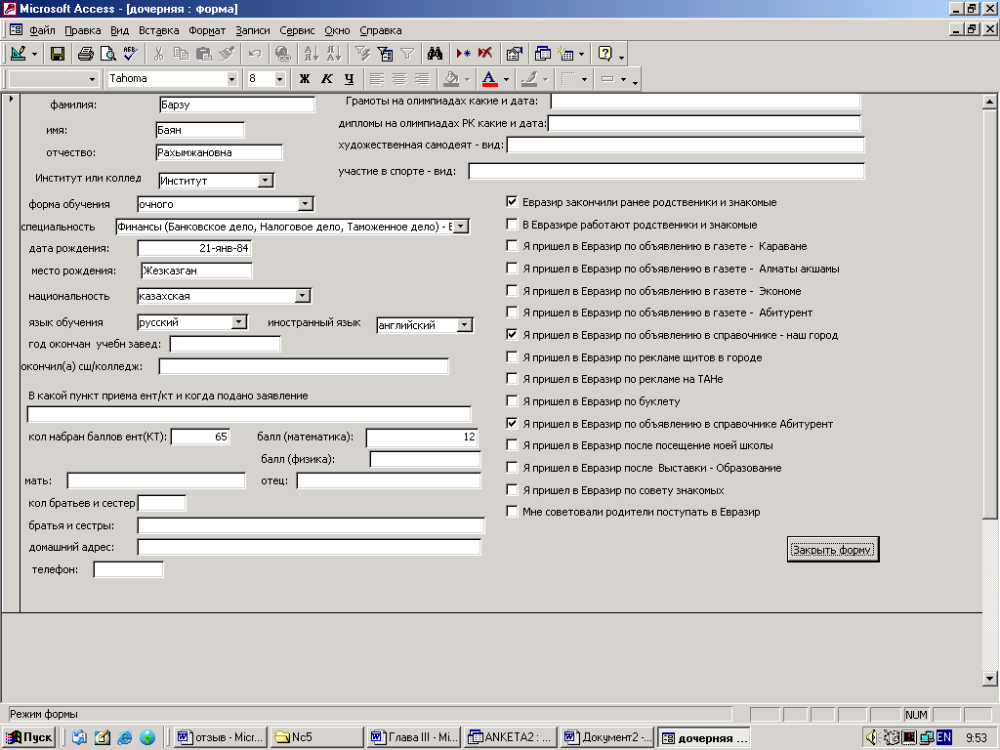 Microsoft Access - [дочерняя : форма]
Файл Правка Вид Вставка Формат Записи Сервис Окно Справка
Tahoma 8 Ж К Ч
фамилия: Барзу
имя: Баян
отчество: Рахымжановна
Институт или коллед Институт
форма обучения очного
специальность Финансы (Банковское дело, Налоговое дело, Таможенное дело) - Е
дата рождения: 21-янв-84
место рождения: Жезказган
национальность казахская
язык обучения русский иностранный язык английский
год окончан учебн завед:
окончил(а) сш/колледж:
В какой пункт приема ент/кт и когда подано заявление
кол набран баллов ент(КТ): 65 балл (математика): 12
балл (физика):
мать: отец:
кол братьев и сестер
братья и сестры:
домашний адрес:
телефон:
Грамоты на олимпиадах какие и дата:
дипломы на олимпиадах РК какие и дата:
художественная самодеят - вид:
участие в спорте - вид:
Евразир закончили ранее родственики и знакомые
В Евразире работают родственики и знакомые
Я пришел в Евразир по объявлению в газете - Караване
Я пришел в Евразир по объявлению в газете - Алматы акшамы
Я пришел в Евразир по объявлению в газете - Экономе
Я пришел в Евразир по объявлению в газете - Абитурент
Я пришел в Евразир по объявлению в справочнике - наш город
Я пришел в Евразир по рекламе щитов в городе
Я пришел в Евразир по рекламе на ТАНе
Я пришел в Евразир по буклету
Я пришел в Евразир по объявлению в справочнике Абитурент
Я пришел в Евразир после посещение моей школы
Я пришел в Евразир после Выставки - Образование
Я пришел в Евразир по совету знакомых
Мне советовали родители поступать в Евразир
Закрыть форму
Режим формы NUM
Пуск отзыв - Micr... Nc5 Глава III - Mi... ANKETA2 : ... Документ2 -... дочерняя ... EN 9:53